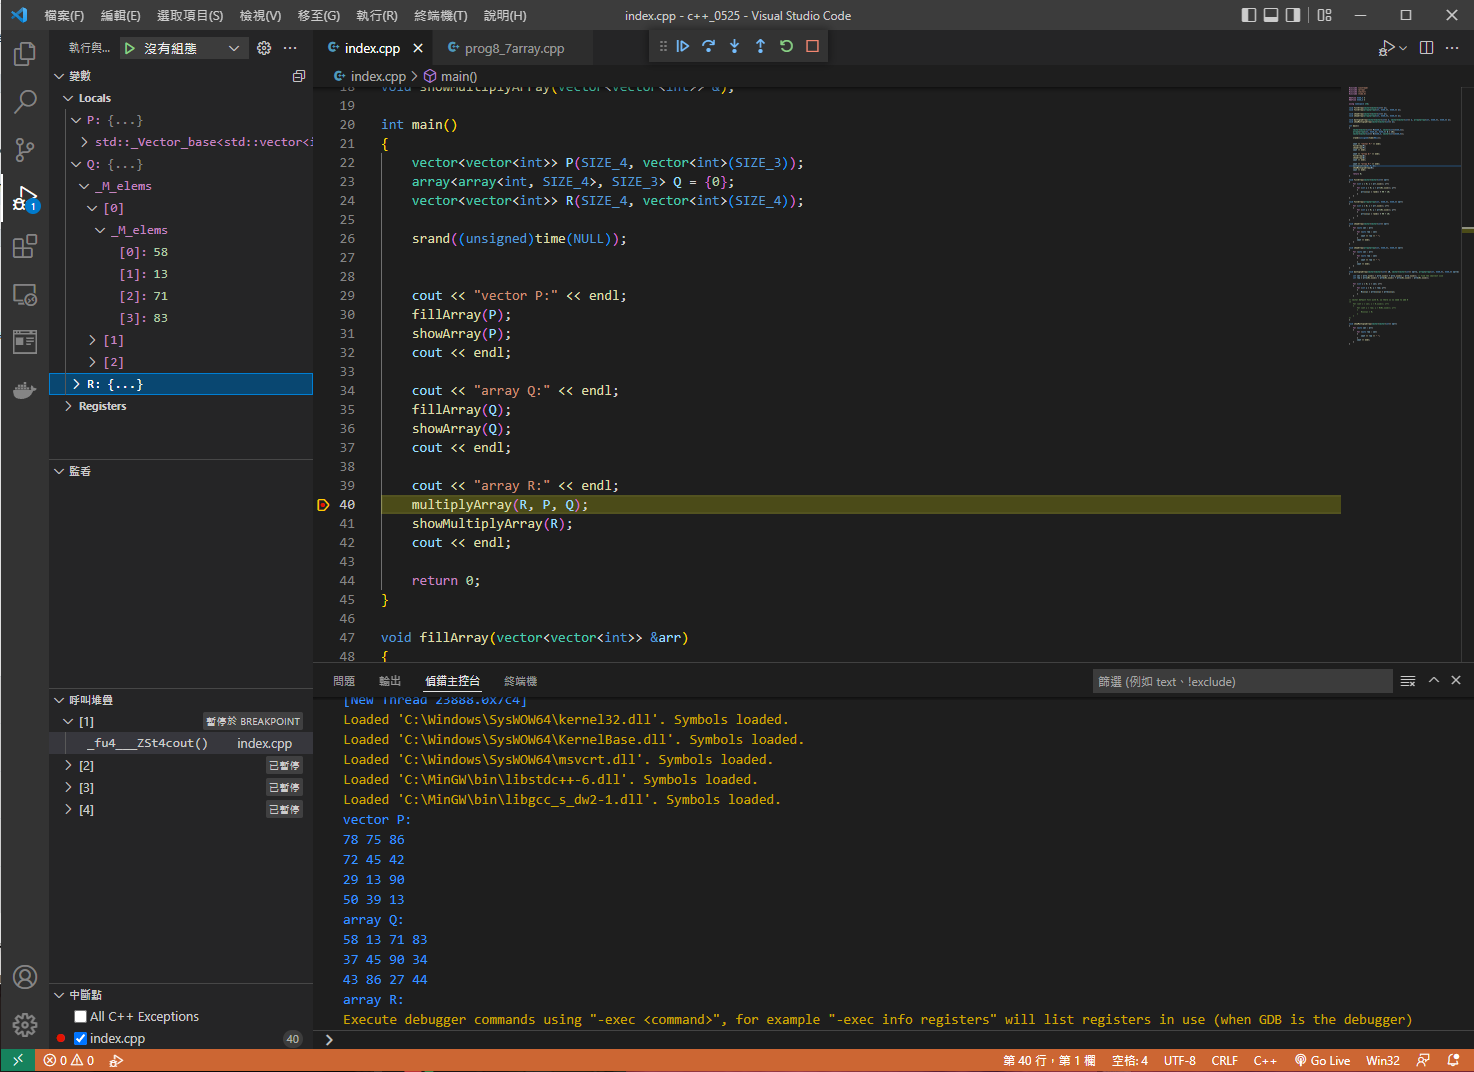 檔案(F) 編輯(E) 選取項目(S) 檢視(V) 移至(G) 執行(R) 終端機(T) 說明(H) index.cpp - c++_0525 - Visual Studio Code
執行與... 沒有組態 index.cpp prog8_7array.cpp
index.cpp main()
變數
Locals
P: {...}
std::_Vector_base<std::vector<i
Q: {...}
_M_elems
[0]
_M_elems
[0]: 58
[1]: 13
[2]: 71
[3]: 83
[1]
[2]
R: {...}
Registers
監看
呼叫堆疊
[1] 暫停於 BREAKPOINT
_fu4___ZSt4cout() index.cpp
[2] 已暫停
[3] 已暫停
[4] 已暫停
中斷點
All C++ Exceptions
index.cpp 40
18 void showMultiplyArray(vector<vector<int>> &);
19
20 int main()
21 {
22 vector<vector<int>> P(SIZE_4, vector<int>(SIZE_3));
23 array<array<int, SIZE_4>, SIZE_3> Q = {0};
24 vector<vector<int>> R(SIZE_4, vector<int>(SIZE_4));
25
26 srand((unsigned)time(NULL));
27
28
29 cout << "vector P:" << endl;
30 fillArray(P);
31 showArray(P);
32 cout << endl;
33
34 cout << "array Q:" << endl;
35 fillArray(Q);
36 showArray(Q);
37 cout << endl;
38
39 cout << "array R:" << endl;
40 multiplyArray(R, P, Q);
41 showMultiplyArray(R);
42 cout << endl;
43
44 return 0;
45 }
46
47 void fillArray(vector<vector<int>> &arr)
48 {
問題 輸出 偵錯主控台 終端機 篩選 (例如 text、!exclude)
[New Thread 23888.0x7c4]
Loaded 'C:\Windows\SysWOW64\kernel32.dll'. Symbols loaded.
Loaded 'C:\Windows\SysWOW64\KernelBase.dll'. Symbols loaded.
Loaded 'C:\Windows\SysWOW64\msvcrt.dll'. Symbols loaded.
Loaded 'C:\MinGW\bin\libstdc++-6.dll'. Symbols loaded.
Loaded 'C:\MinGW\bin\libgcc_s_dw2-1.dll'. Symbols loaded.
vector P:
78 75 86
72 45 42
29 13 90
50 39 13
array Q:
58 13 71 83
37 45 90 34
43 86 27 44
array R:
Execute debugger commands using "-exec <command>", for example "-exec info registers" will list registers in use (when GDB is the debugger)
1
0 0 第 40 行，第 1 欄 空格: 4 UTF-8 CRLF C++ Go Live Win32